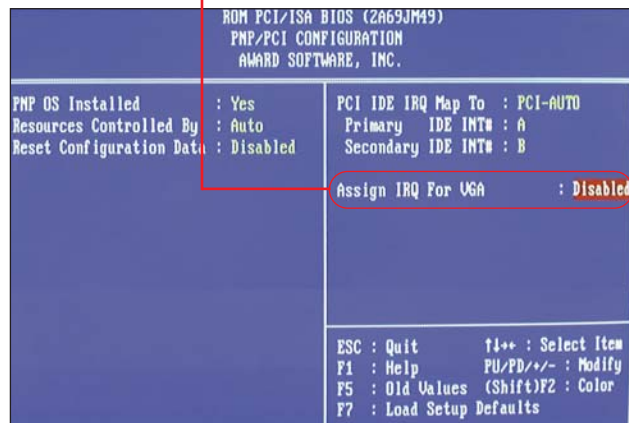 ROM PCI/ISA BIOS (2A69JM49)
PNP/PCI CONFIGURATION
AWARD SOFTWARE, INC.
PNP OS Installed : Yes
Resources Controlled By : Auto
Reset Configuration Data : Disabled
PCI IDE IRQ Map To : PCI-AUTO
Primary IDE INT# : A
Secondary IDE INT# : B
Assign IRQ For VGA : Disabled
ESC : Quit ↑↓→← : Select Item
F1 : Help PU/PD/+/- : Modify
F5 : Old Values (Shift)F2 : Color
F7 : Load Setup Defaults